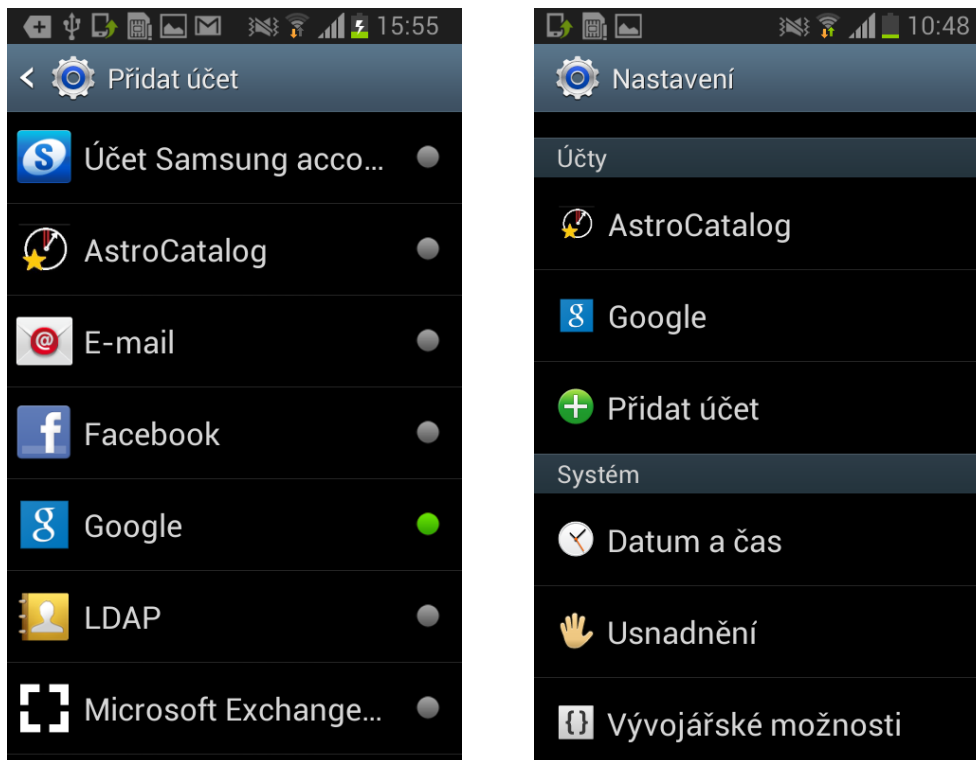 15:55
Přidat účet
Účet Samsung acco...
AstroCatalog
E-mail
Facebook
Google
LDAP
Microsoft Exchange...
10:48
Nastavení
Účty
AstroCatalog
Google
Přidat účet
Systém
Datum a čas
Usnadnění
Vývojářské možnosti